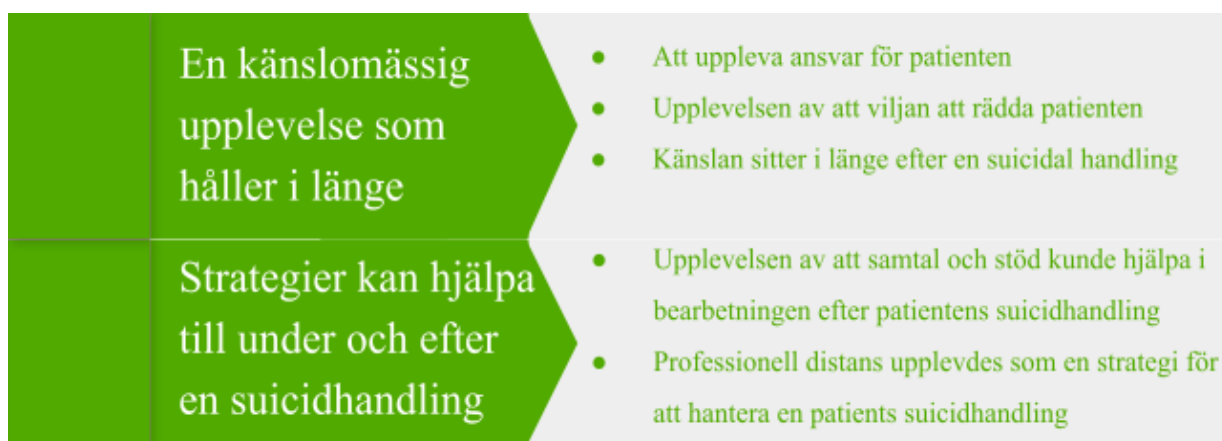 En känslomässig
upplevelse som
håller i länge
● Att uppleva ansvar för patienten
● Upplevelsen av att viljan att rädda patienten
● Känslan sitter i länge efter en suicidal handling
Strategier kan hjälpa
till under och efter
en suicidhandling
● Upplevelsen av att samtal och stöd kunde hjälpa i
bearbetningen efter patientens suicidhandling
● Professionell distans upplevdes som en strategi för
att hantera en patients suicidhandling